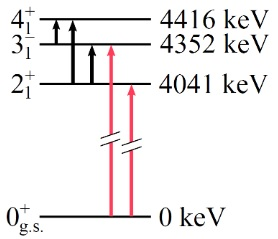 4₁⁺ 4416 keV
3₁⁻ 4352 keV
2₁⁺ 4041 keV
0⁺g.s. 0 keV